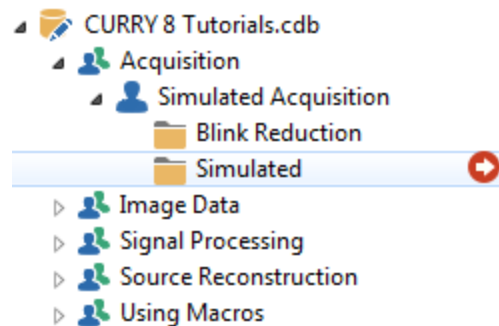 CURRY 8 Tutorials.cdb
Acquisition
Simulated Acquisition
Blink Reduction
Simulated
Image Data
Signal Processing
Source Reconstruction
Using Macros